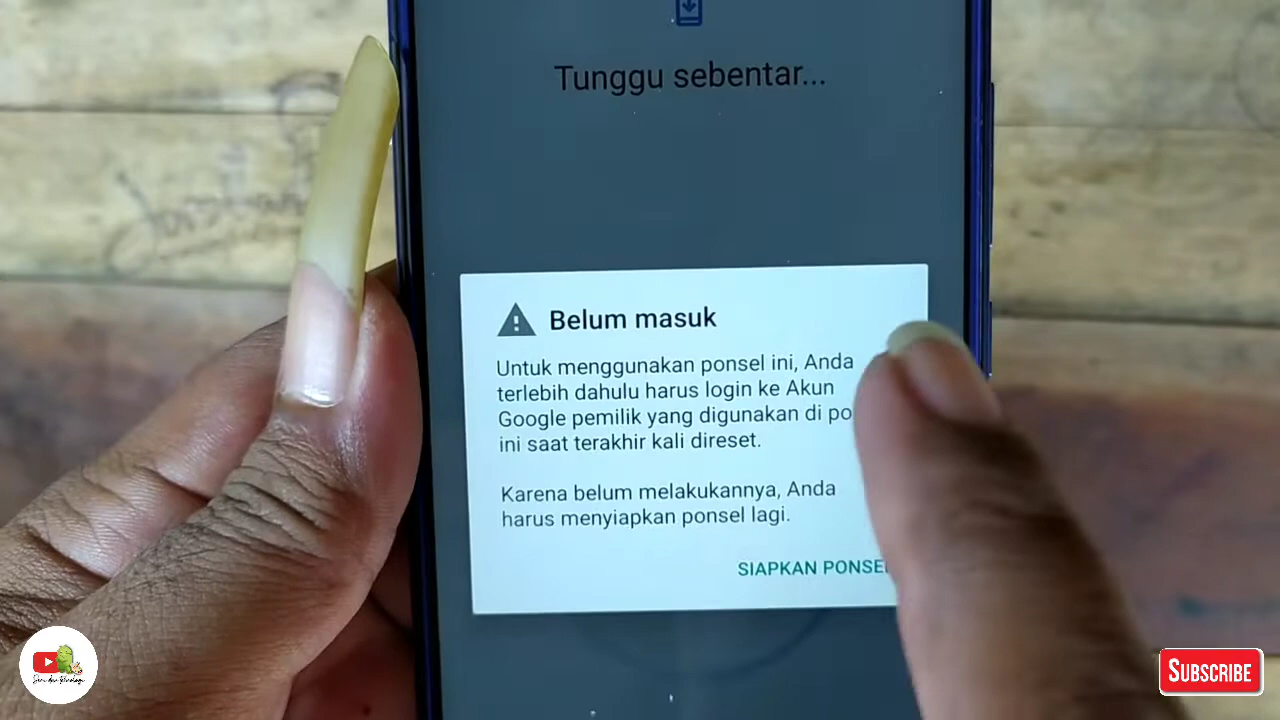 Tunggu sebentar...
Belum masuk
Untuk menggunakan ponsel ini, Anda
terlebih dahulu harus login ke Akun
Google pemilik yang digunakan di po
ini saat terakhir kali direset.
Karena belum melakukannya, Anda
harus menyiapkan ponsel lagi.
SIAPKAN PONSEL
SUBSCRIBE